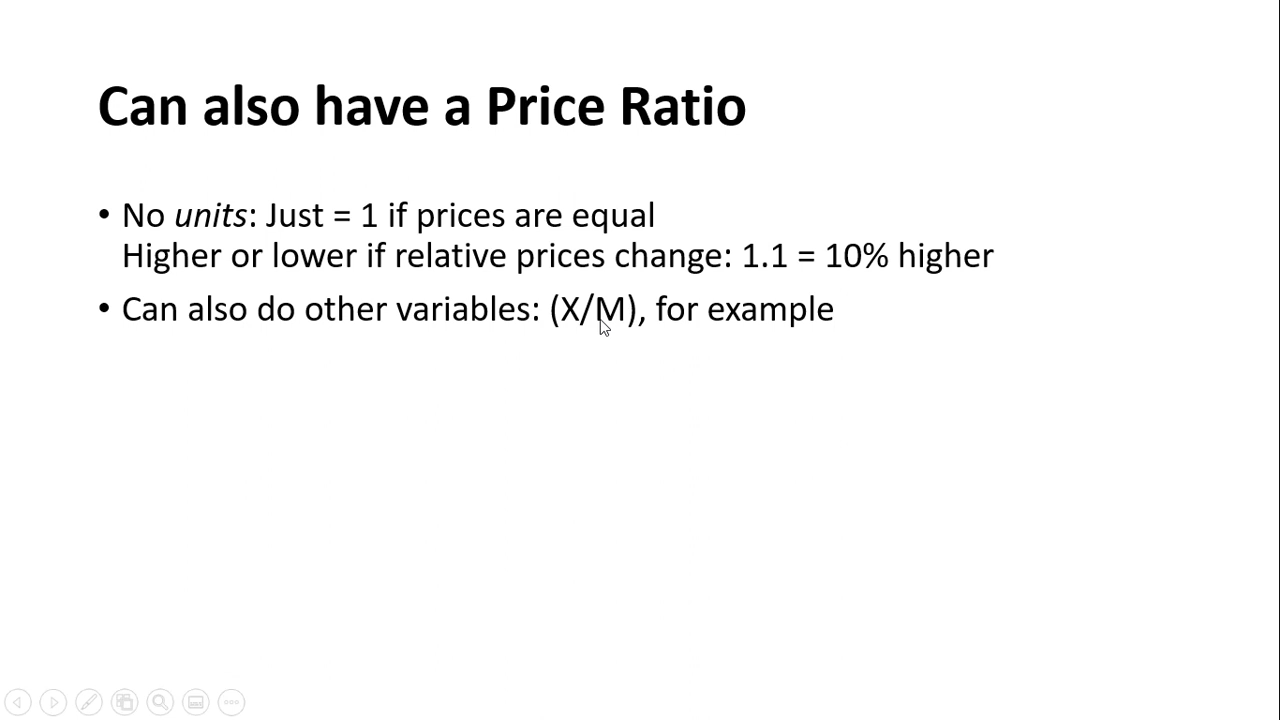 Can also have a Price Ratio
• No units: Just = 1 if prices are equal
Higher or lower if relative prices change: 1.1 = 10% higher
• Can also do other variables: (X/M), for example